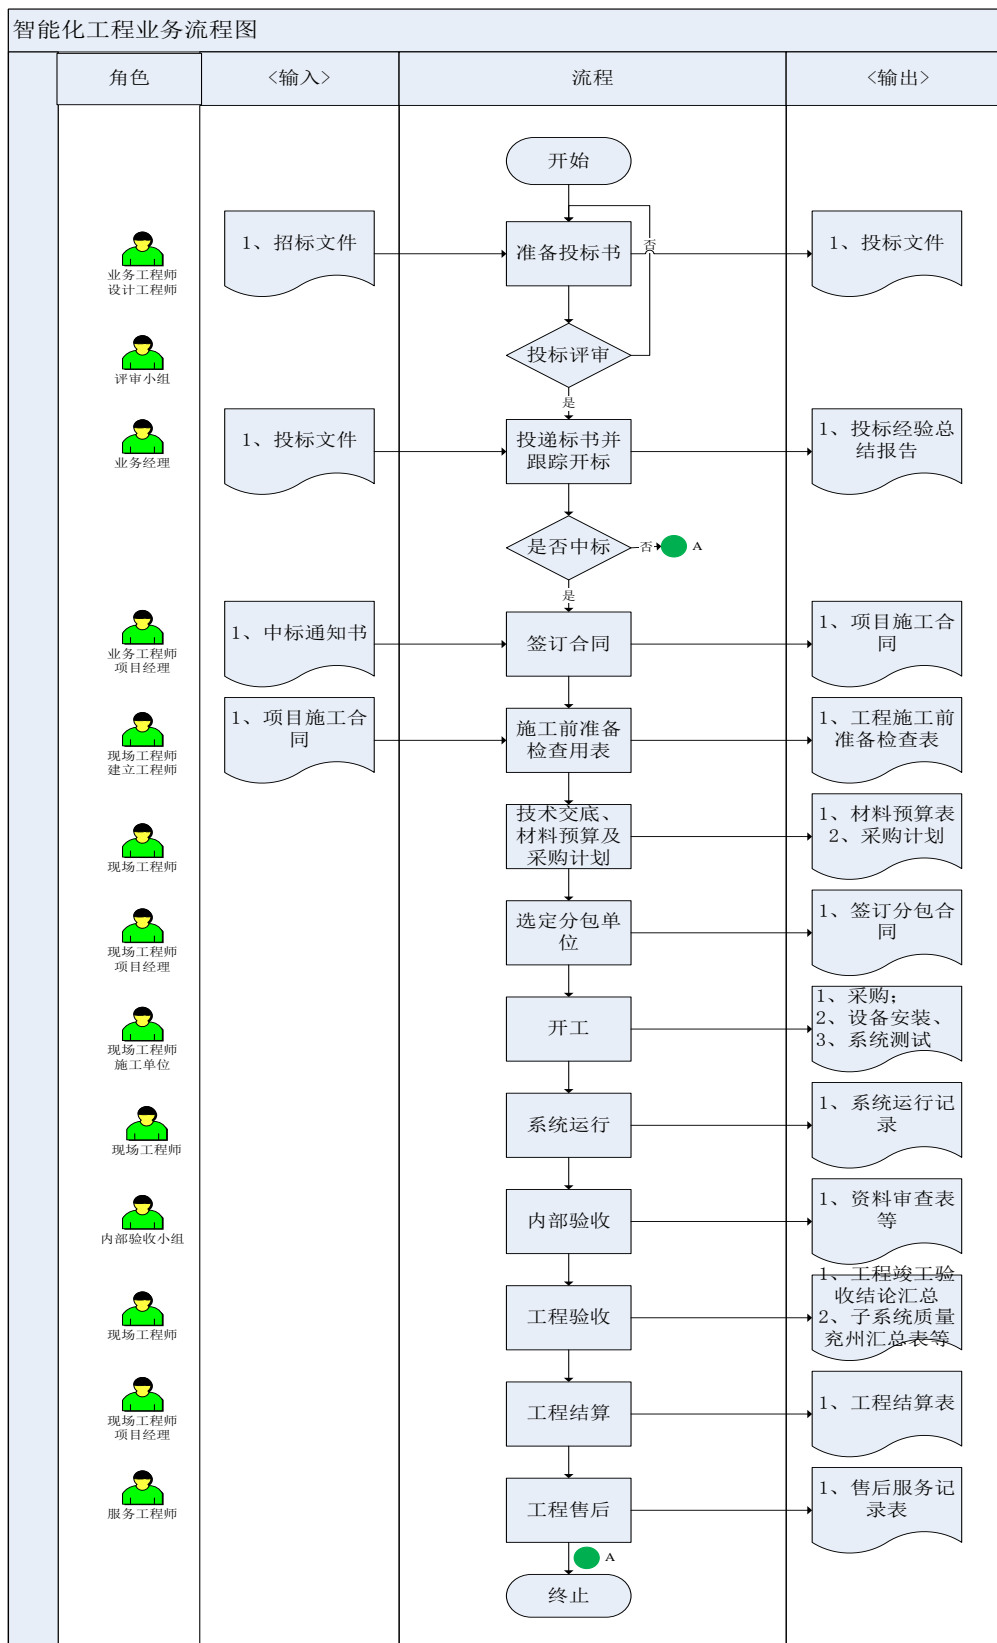 智能化工程业务流程图
角色
<输入>
流程
<输出>
开始
业务工程师
设计工程师
1、招标文件
准备投标书
否
1、投标文件
评审小组
投标评审
是
业务经理
1、投标文件
投递标书并
跟踪开标
1、投标经验总
结报告
是否中标
否
A
是
业务工程师
项目经理
1、中标通知书
签订合同
1、项目施工合
同
现场工程师
建立工程师
1、项目施工合
同
施工前准备
检查用表
1、工程施工前
准备检查表
现场工程师
技术交底、
材料预算及
采购计划
1、材料预算表
2、采购计划
现场工程师
项目经理
选定分包单
位
1、签订分包合
同
现场工程师
施工单位
开工
1、采购；
2、设备安装、
3、系统测试
现场工程师
系统运行
1、系统运行记
录
内部验收小组
内部验收
1、资料审查表
等
现场工程师
工程验收
1、工程竣工验
收结论汇总
2、子系统质量
兖州汇总表等
现场工程师
项目经理
工程结算
1、工程结算表
服务工程师
工程售后
1、售后服务记
录表
A
终止